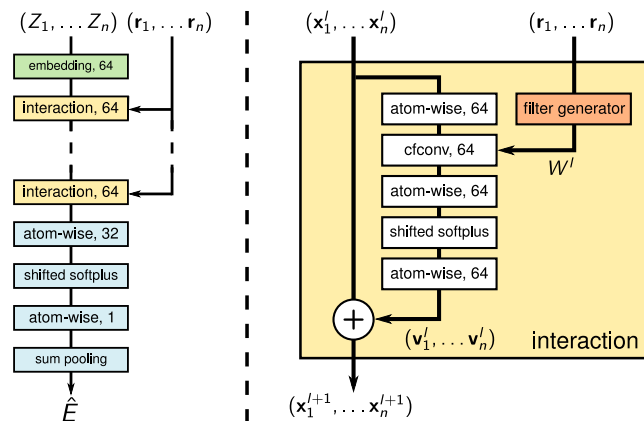 (Z₁, . . . Zₙ) (r₁, . . . rₙ)
embedding, 64
interaction, 64
interaction, 64
atom-wise, 32
shifted softplus
atom-wise, 1
sum pooling
Ê
(x₁ˡ, . . . xₙˡ) (r₁, . . . rₙ)
atom-wise, 64
filter generator
cfconv, 64
Wˡ
atom-wise, 64
shifted softplus
atom-wise, 64
+
(v₁ˡ, . . . vₙˡ)
interaction
(x₁ˡ⁺¹, . . . xₙˡ⁺¹)